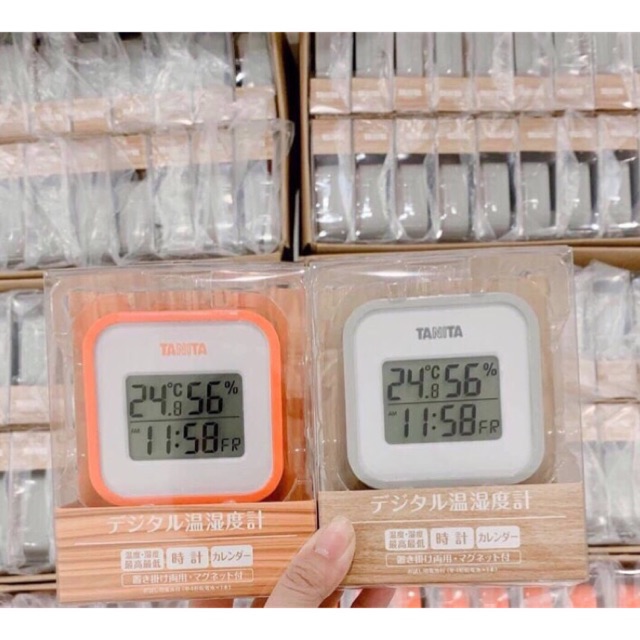 TANITA
24.8℃ 56%
AM 11:58 FR
デジタル温湿度計
温度・湿度
最高最低
時計
カレンダー
置き掛け両用・マグネット付
TANITA
24.8℃ 56%
AM 11:58 FR
デジタル温湿度計
温度・湿度
最高最低
時計
カレンダー
置き掛け両用・マグネット付